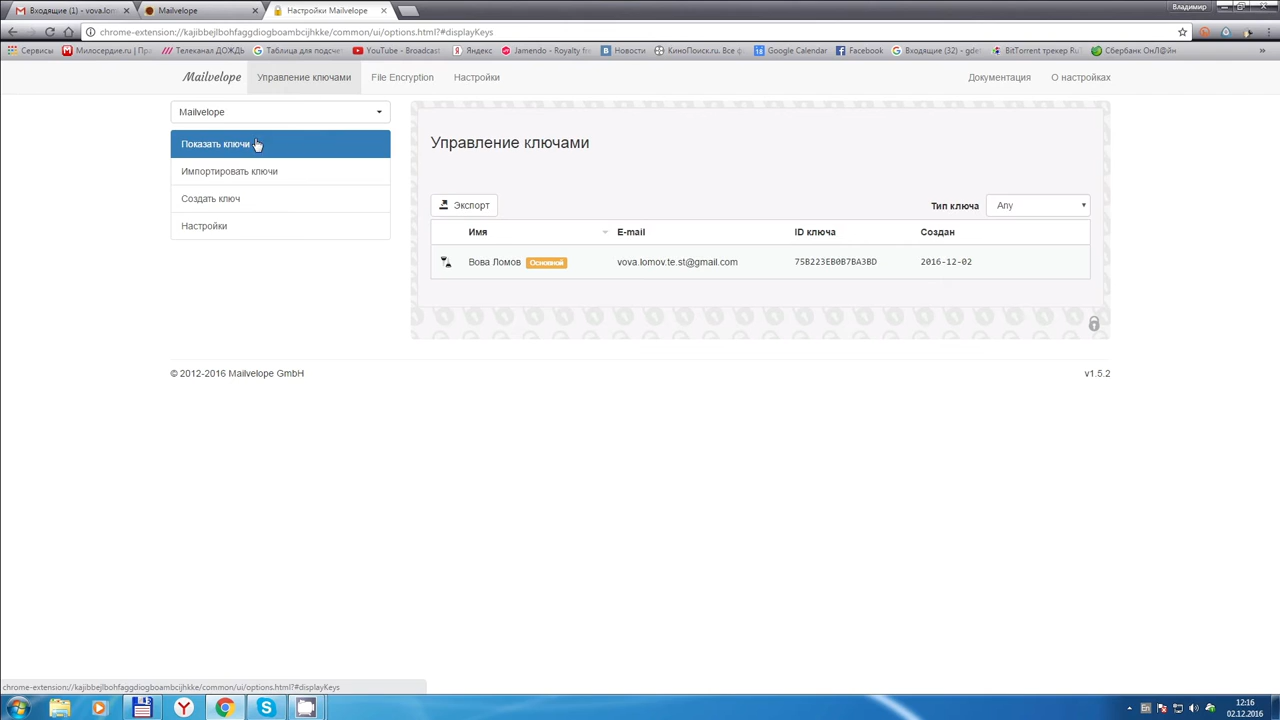 Входящие (1) - vova.lom
Mailvelope
Настройки Mailvelope
Владимир
chrome-extension://kajibbejlbohfaggdiogboambcijhkke/common/ui/options.html?#displayKeys
Сервисы
Милосердие.ru | Пра
Телеканал ДОЖДЬ
Таблица для подсчет
YouTube - Broadcast
Яндекс
Jamendo - Royalty fr
Новости
КиноПоиск.ru. Все ф
18 Google Calendar
Facebook
Входящие (32) - gde
BitTorrent трекер Ru
Сбербанк ОнЛ@йн
»
Mailvelope
Управление ключами
File Encryption
Настройки
Документация
О настройках
Mailvelope
Показать ключи
Импортировать ключи
Создать ключ
Настройки
Управление ключами
Экспорт
Тип ключа
Any
Имя
E-mail
ID ключа
Создан
Вова Ломов Основной
vova.lomov.te.st@gmail.com
75B223EB0B7BA3BD
2016-12-02
© 2012-2016 Mailvelope GmbH
v1.5.2
chrome-extension://kajibbejlbohfaggdiogboambcijhkke/common/ui/options.html?#displayKeys
12:16
02.12.2016